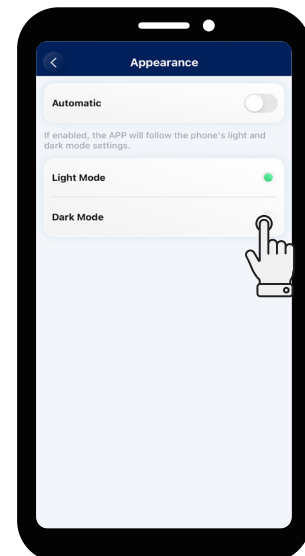 Appearance
Automatic
If enabled, the APP will follow the phone's light and
dark mode settings.
Light Mode
Dark Mode